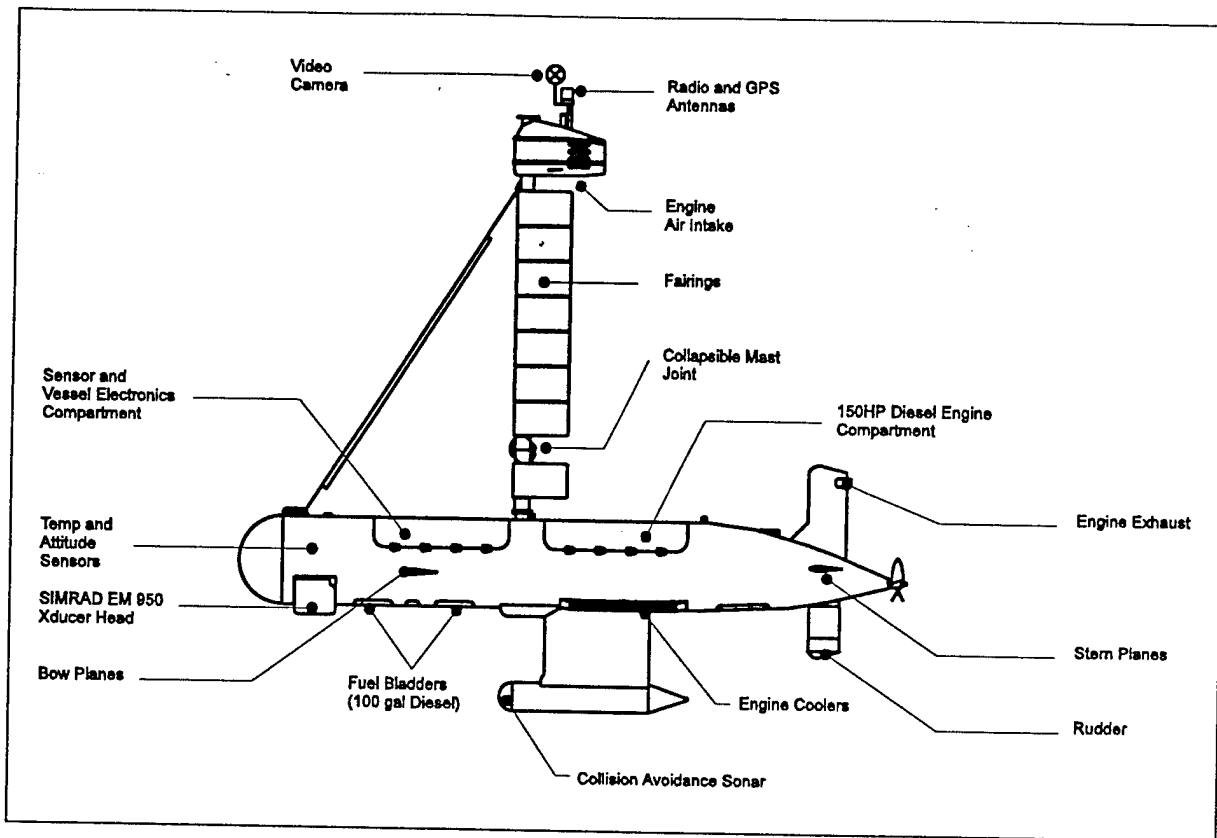 Video
Camera
Radio and GPS
Antennas
Engine
Air Intake
Fairings
Collapsible Mast
Joint
Sensor and
Vessel Electronics
Compartment
150HP Diesel Engine
Compartment
Engine Exhaust
Temp and
Attitude
Sensors
SIMRAD EM 950
Xducer Head
Bow Planes
Fuel Bladders
(100 gal Diesel)
Engine Coolers
Stern Planes
Rudder
Collision Avoidance Sonar